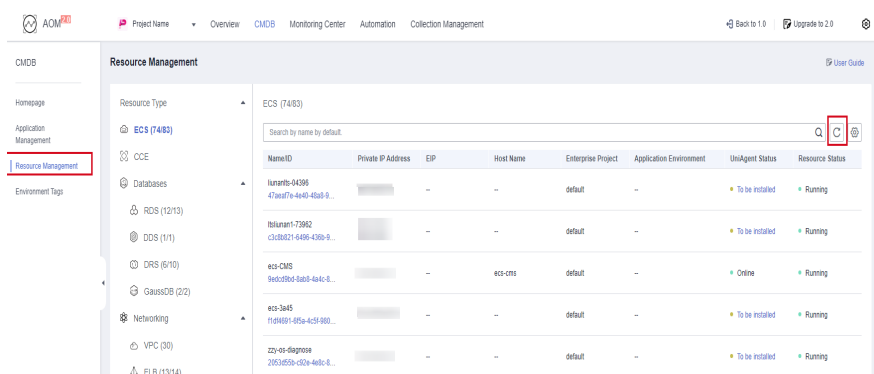 AOM 2.0 Project Name Overview CMDB Monitoring Center Automation Collection Management Back to 1.0 Upgrade to 2.0
CMDB
Resource Management User Guide
Homepage
Application
Management
Resource Management
Environment Tags
Resource Type
ECS (74/83)
CCE
Databases
RDS (12/13)
DDS (1/1)
DRS (6/10)
GaussDB (2/2)
Networking
VPC (30)
ELB (13/14)
ECS (74/83)
Search by name by default.
Name/ID Private IP Address EIP Host Name Enterprise Project Application Environment UniAgent Status Resource Status
liunantts-04396
47aeaf7e-4e40-48a8-9... -- -- default -- To be installed Running
ltsliunan1-73962
c3c8b821-6496-436b-9... -- -- default -- To be installed Running
ecs-CMS
9edcd9bd-8ab8-4a4c-8... -- ecs-cms default -- Online Running
ecs-3a45
f1df4691-6f5a-4c5f-980... -- -- default -- To be installed Running
zzy-os-diagnose
2053d55b-c92e-4e8c-8... -- -- default -- To be installed Running